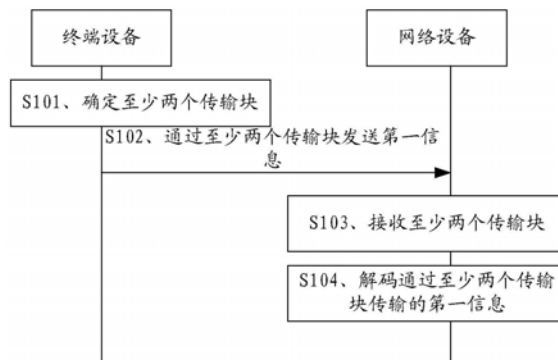 终端设备
网络设备
S101、确定至少两个传输块
S102、通过至少两个传输块发送第一信
息
S103、接收至少两个传输块
S104、解码通过至少两个传输
块传输的第一信息